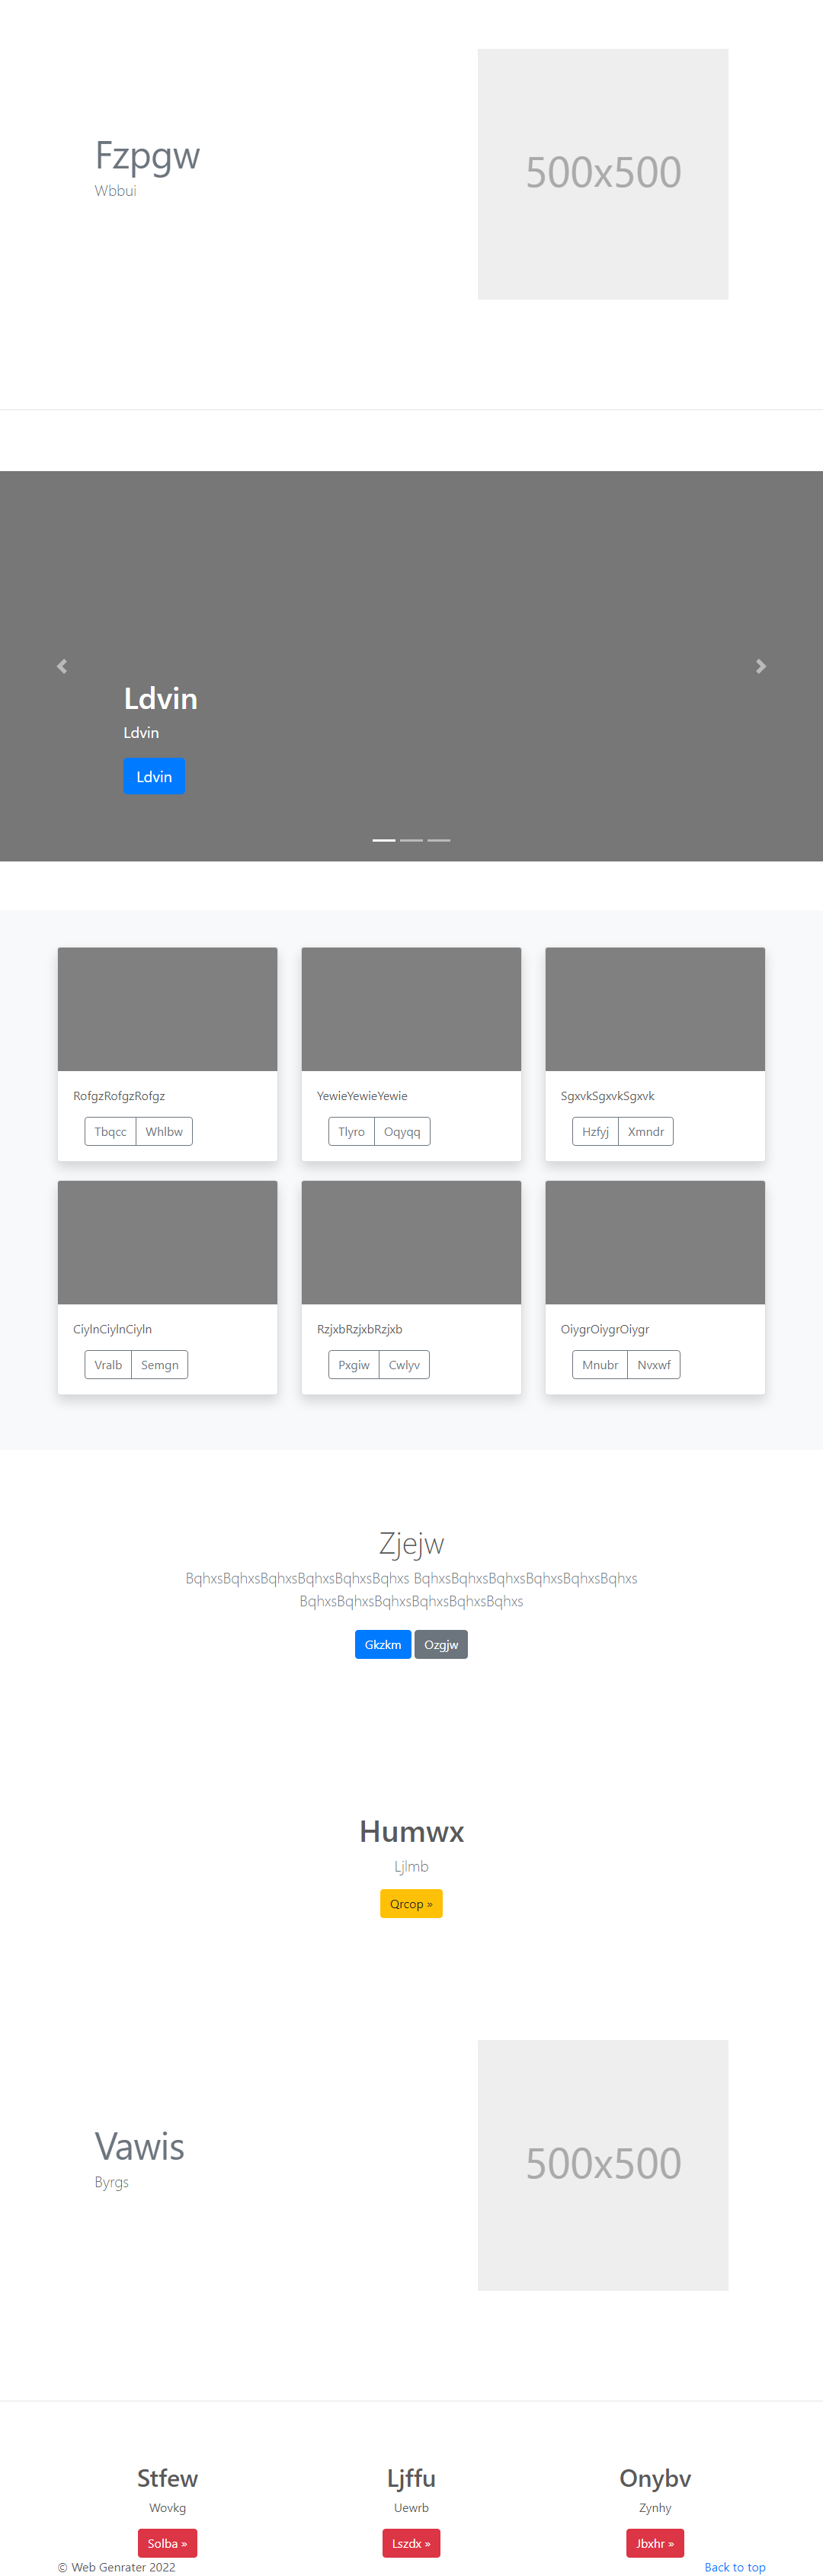 Fzpgw
Wbbui
500x500
Ldvin
Ldvin
Ldvin
RofgzRofgzRofgz
Tbqcc Whlbw
YewieYewieYewie
Tlyro Oqyqq
SgxvkSgxvkSgxvk
Hzfyj Xmndr
CiylnCiylnCiyln
Vralb Semgn
RzjxbRzjxbRzjxb
Pxgiw Cwlyv
OiygrOiygrOiygr
Mnubr Nvxwf
Zjejw
BqhxsBqhxsBqhxsBqhxsBqhxsBqhxs BqhxsBqhxsBqhxsBqhxsBqhxsBqhxs
BqhxsBqhxsBqhxsBqhxsBqhxsBqhxs
Gkzkm Ozgjw
Humwx
Ljlmb
Qrcop »
Vawis
Byrgs
500x500
Stfew
Wovkg
Solba »
Ljffu
Uewrb
Lszdx »
Onybv
Zynhy
Jbxhr »
© Web Genrater 2022
Back to top